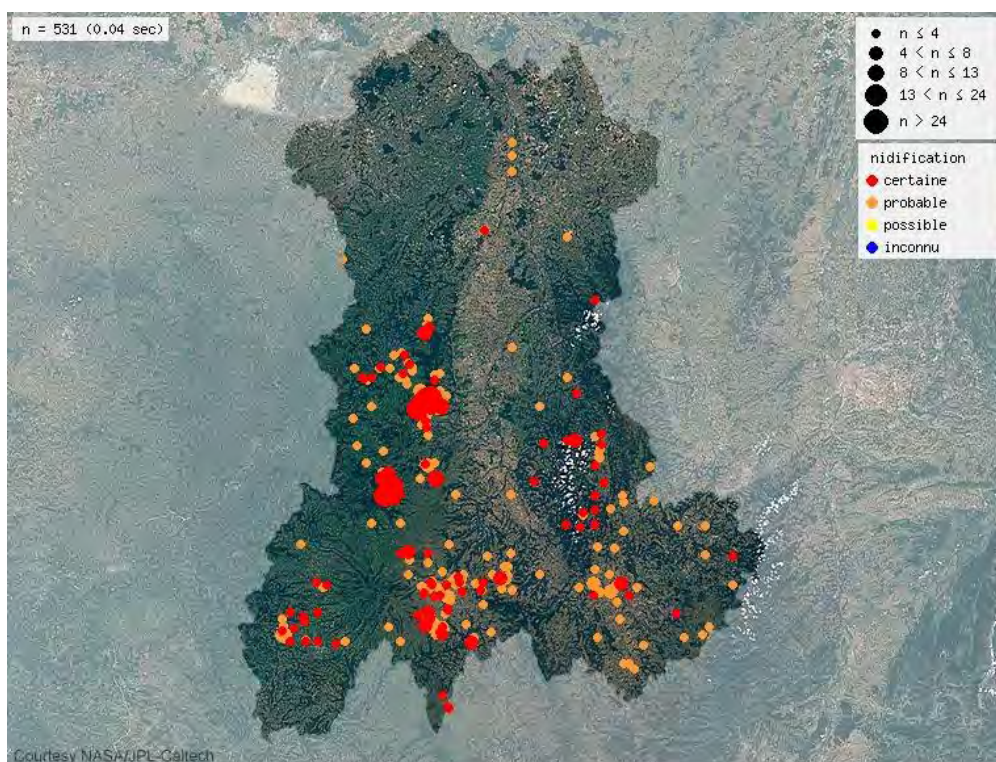 n = 531 (0.04 sec)
n ≤ 4
4 < n ≤ 8
8 < n ≤ 13
13 < n ≤ 24
n > 24
nidification
certaine
probable
possible
inconnu
Courtesy NASA/JPL-Caltech